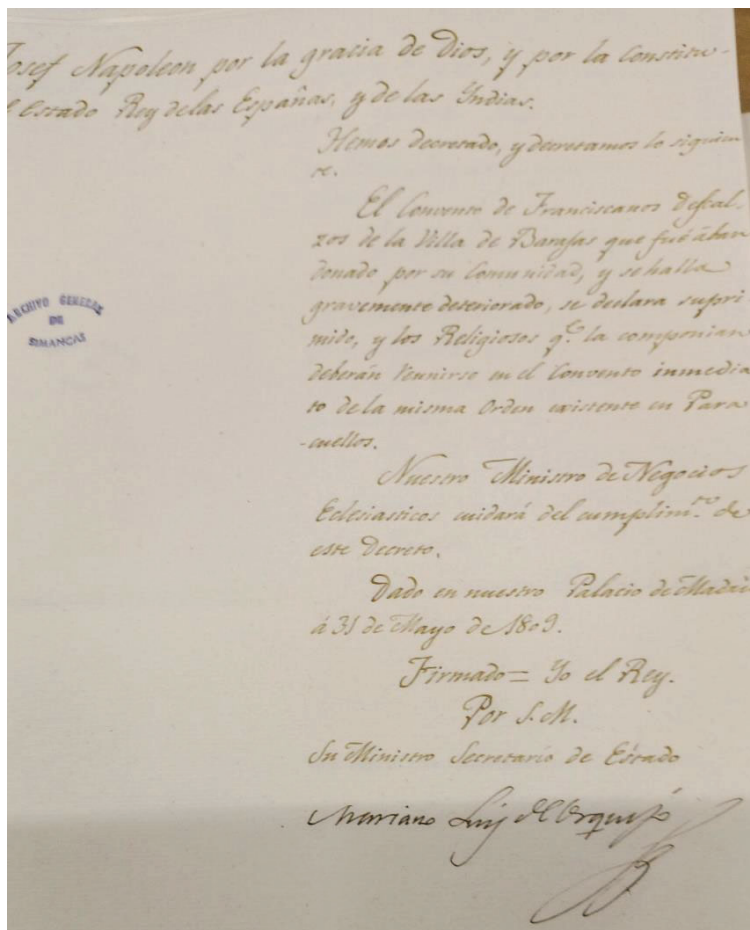 Josef Napoleon por la gracia de Dios, y por la Constitu-
l Estado Rey de las Españas, y de las Yndias.
Hemos decretado, y decretamos lo siguien
te.
El Convento de Franciscanos descal-
zos de la Villa de Barajas que fué aban
donado por su Comunidad, y se halla
gravemente deteriorado, se declara supri
mido, y los Religiosos q.e la componian
deberán reunirse en el Convento inmedia
to de la misma Orden existente en Para
-cuellos.
Nuestro Ministro de Negocios
Eclesiasticos cuidará del cumplim.to de
este decreto.
Dado en nuestro Palacio de Madri
á 31 de Mayo de 1809.
Firmado = Yo el Rey.
Por S. M.
Su Ministro Secretario de Estado
Mariano Luis de Urquijo
ARCHIVO GENERAL
DE
SIMANCAS